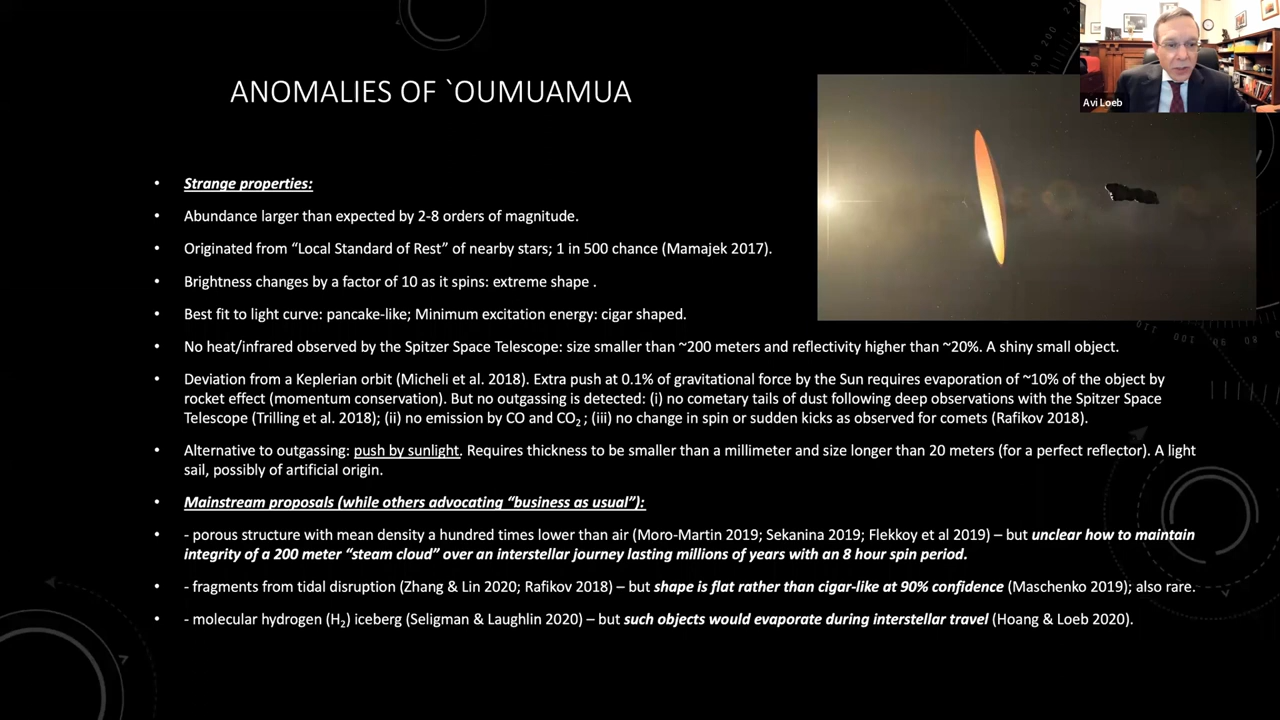 ANOMALIES OF `OUMUAMUA
Avi Loeb
• Strange properties:
• Abundance larger than expected by 2-8 orders of magnitude.
• Originated from “Local Standard of Rest” of nearby stars; 1 in 500 chance (Mamajek 2017).
• Brightness changes by a factor of 10 as it spins: extreme shape .
• Best fit to light curve: pancake-like; Minimum excitation energy: cigar shaped.
• No heat/infrared observed by the Spitzer Space Telescope: size smaller than ~200 meters and reflectivity higher than ~20%. A shiny small object.
• Deviation from a Keplerian orbit (Micheli et al. 2018). Extra push at 0.1% of gravitational force by the Sun requires evaporation of ~10% of the object by
rocket effect (momentum conservation). But no outgassing is detected: (i) no cometary tails of dust following deep observations with the Spitzer Space
Telescope (Trilling et al. 2018); (ii) no emission by CO and CO₂ ; (iii) no change in spin or sudden kicks as observed for comets (Rafikov 2018).
• Alternative to outgassing: push by sunlight. Requires thickness to be smaller than a millimeter and size longer than 20 meters (for a perfect reflector). A light
sail, possibly of artificial origin.
• Mainstream proposals (while others advocating “business as usual”):
• - porous structure with mean density a hundred times lower than air (Moro-Martin 2019; Sekanina 2019; Flekkoy et al 2019) – but unclear how to maintain
integrity of a 200 meter “steam cloud” over an interstellar journey lasting millions of years with an 8 hour spin period.
• - fragments from tidal disruption (Zhang & Lin 2020; Rafikov 2018) – but shape is flat rather than cigar-like at 90% confidence (Maschenko 2019); also rare.
• - molecular hydrogen (H₂) iceberg (Seligman & Laughlin 2020) – but such objects would evaporate during interstellar travel (Hoang & Loeb 2020).